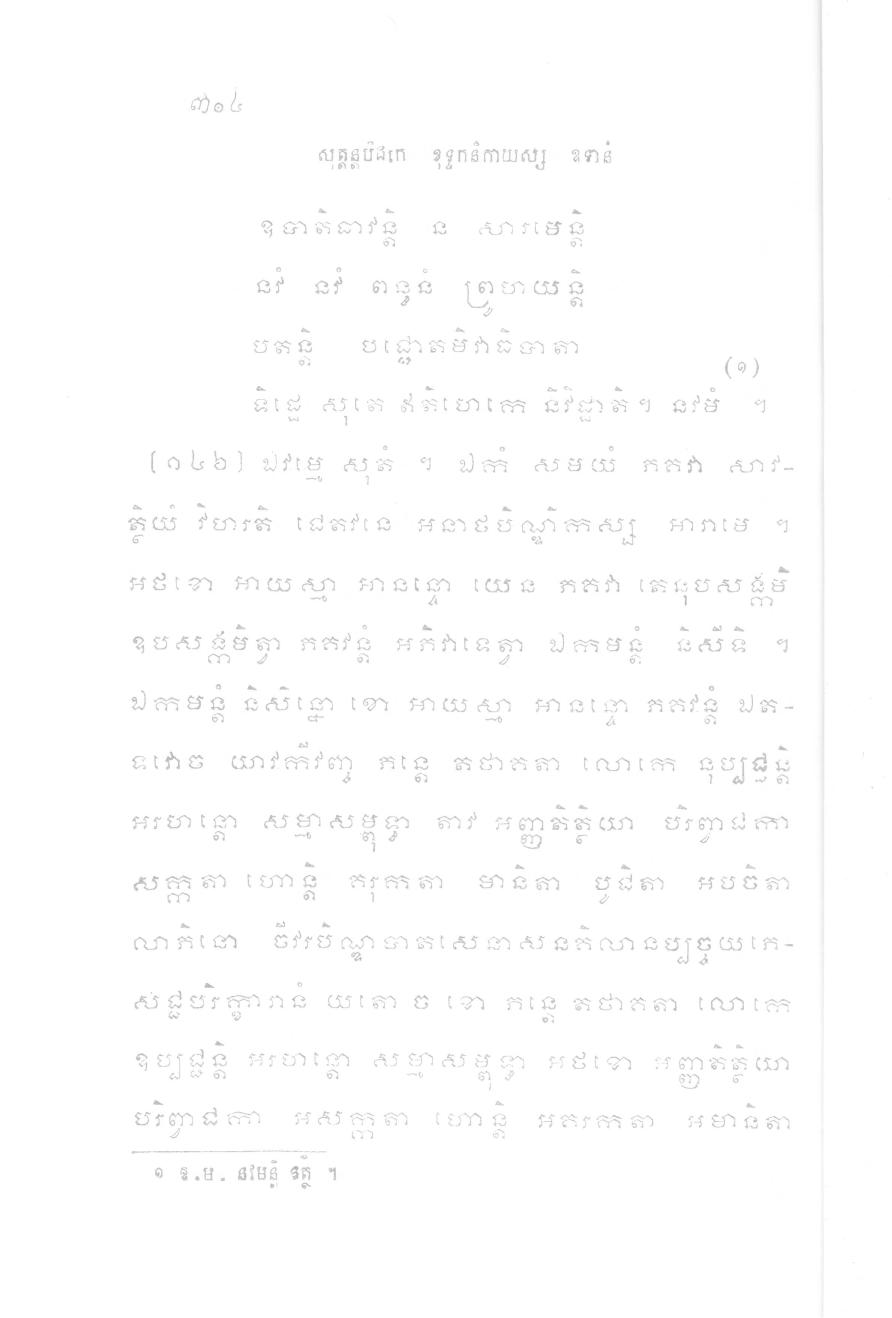 ៣០៤
សុត្តន្តបិដកេ ខុទ្ទកនិកាយស្ស ឧទានំ
ឧបាតិធាវន្តិ ន សារមេន្តិ
នវំ នវំ ពន្ធនំ ព្រូហយន្តិ
បតន្តិ បជ្ជោតមិវាធិបាតា
(១)
ទិដ្ឋេ សុតេ ឥតិហេកេ និវិដ្ឋាតិ។ នវមំ ។
(១៤៦) ឯវម្មេ សុតំ ។ ឯកំ សមយំ ភគវា សាវ-
ត្ថិយំ វិហរតិ ជេតវនេ អនាថបិណ្ឌិកស្ស អារាមេ ។
អថខោ អាយស្មា អានន្ទោ យេន ភគវា តេនុបសង្កមិ
ឧបសង្កមិត្វា ភគវន្តំ អភិវាទេត្វា ឯកមន្តំ និសីទិ ។
ឯកមន្តំ និសិន្នោ ខោ អាយស្មា អានន្ទោ ភគវន្តំ ឯត-
ទវោច យាវកីវញ្ច ភន្តេ តថាគតា លោកេ នុប្បជ្ជន្តិ
អរហន្តោ សម្មាសម្ពុទ្ធា តាវ អញ្ញតិត្ថិយា បរិព្វាជកា
សក្កតា ហោន្តិ គរុកតា មានិតា បូជិតា អបចិតា
លាភិនោ ចីវរបិណ្ឌបាតសេនាសនគិលានប្បច្ចយភេ-
សជ្ជបរិក្ខារានំ យតោ ច ខោ ភន្តេ តថាគតា លោកេ
ឧប្បជ្ជន្តិ អរហន្តោ សម្មាសម្ពុទ្ធា អថខោ អញ្ញតិត្ថិយា
បរិព្វាជកា អសក្កតា ហោន្តិ អគរុកតា អមានិតា
១ ឱ.ម. នវមន្តិ នត្ថិ ។